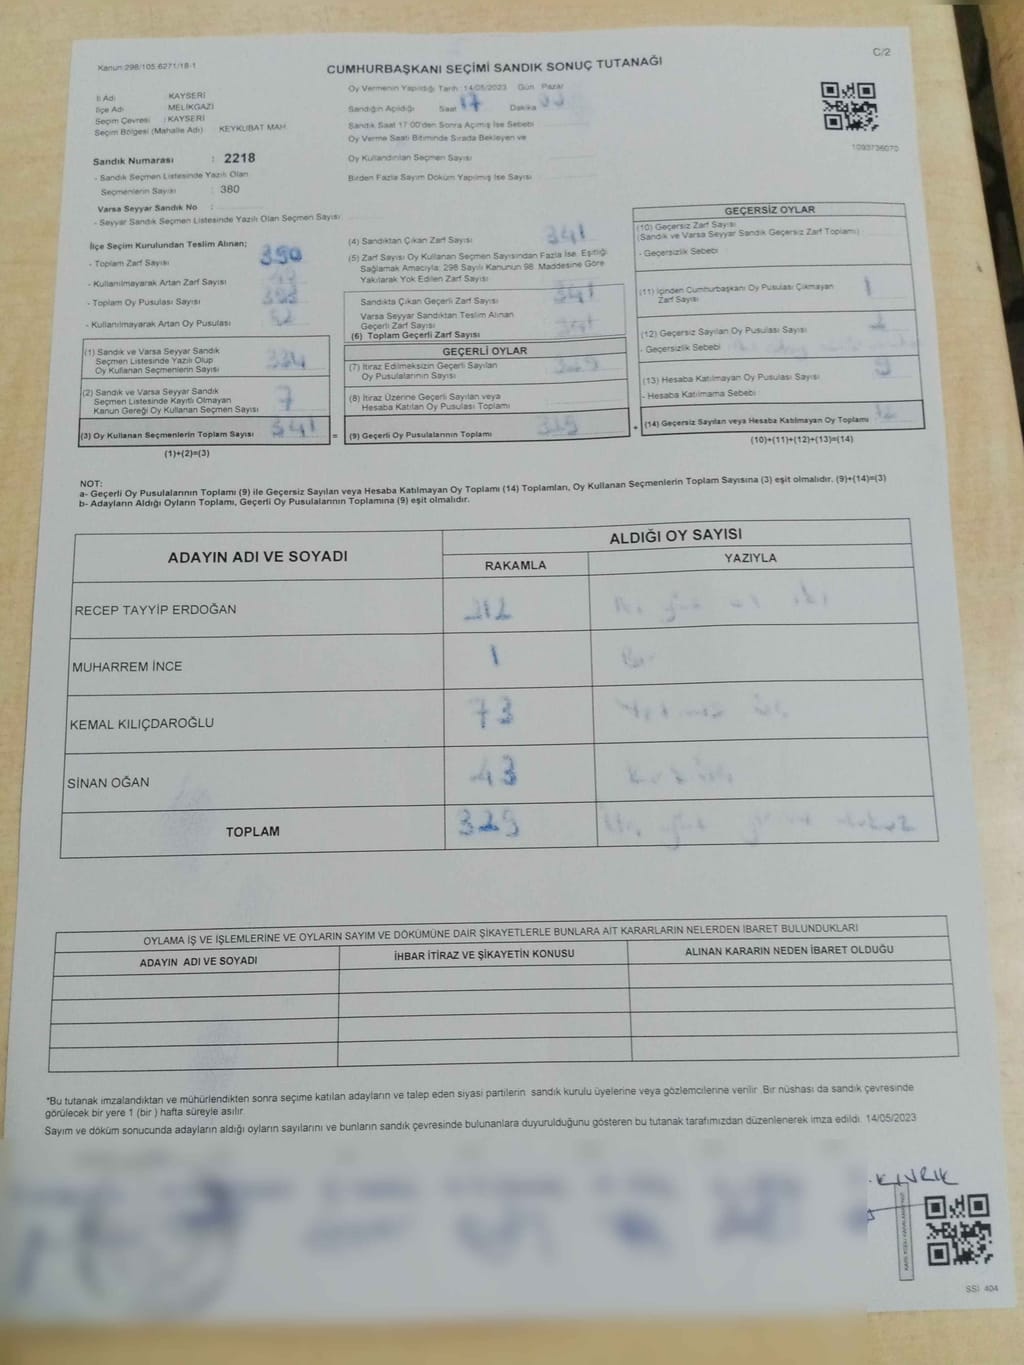 Kanun:298/105 6271/18-1
C/2
CUMHURBAŞKANI SEÇİMİ SANDIK SONUÇ TUTANAĞI
İl Adı KAYSERİ
İlçe Adı MELİKGAZİ
Seçim Çevresi : KAYSERİ
Seçim Bölgesi (Mahalle Adı) KEYKUBAT MAH.
Sandık Numarası : 2218
- Sandık Seçmen Listesinde Yazılı Olan
Seçmenlerin Sayısı : 380
Varsa Seyyar Sandık No :
- Seyyar Sandık Seçmen Listesinde Yazılı Olan Seçmen Sayısı
Oy Vermenin Yapıldığı Tarih :14/05/2023 Gün Pazar
Sandığın Açıldığı Saat 17 Dakika
Sandık Saat 17:00'den Sonra Açımış İse Sebebi
Oy Verme Saati Bitiminde Sırada Bekleyen ve
Oy Kullandırılan Seçmen Sayısı
Birden Fazla Sayım Döküm Yapılmış İse Sayısı
1093736070
İlçe Seçim Kurulundan Teslim Alınan;
- Toplam Zarf Sayısı 390
- Kullanılmayarak Artan Zarf Sayısı
- Toplam Oy Pusulası Sayısı
- Kullanılmayarak Artan Oy Pusulası
(1) Sandık ve Varsa Seyyar Sandık
Seçmen Listesinde Yazılı Olup
Oy Kullanan Seçmenlerin Sayısı 334
(2) Sandık ve Varsa Seyyar Sandık
Seçmen Listesinde Kayıtlı Olmayan
Kanun Gereği Oy Kullanan Seçmen Sayısı 7
(3) Oy Kullanan Seçmenlerin Toplam Sayısı 341
=
(1)+(2)=(3)
(4) Sandıktan Çıkan Zarf Sayısı 341
(5) Zarf Sayısı Oy Kullanan Seçmen Sayısından Fazla İse, Eşitliği
Sağlamak Amacıyla; 298 Sayılı Kanunun 98. Maddesine Göre
Yakılarak Yok Edilen Zarf Sayısı
Sandıkta Çıkan Geçerli Zarf Sayısı 341
Varsa Seyyar Sandıktan Teslim Alınan
Geçerli Zarf Sayısı
(6) Toplam Geçerli Zarf Sayısı 341
GEÇERLİ OYLAR
(7) İtiraz Edilmeksizin Geçerli Sayılan
Oy Pusulalarının Sayısı 329
(8) İtiraz Üzerine Geçerli Sayılan veya
Hesaba Katılan Oy Pusulası Toplamı
(9) Geçerli Oy Pusulalarının Toplamı 329
+
GEÇERSİZ OYLAR
(10) Geçersiz Zarf Sayısı
(Sandık ve Varsa Seyyar Sandık Geçersiz Zarf Toplamı)
- Geçersizlik Sebebi
(11) İçinden Cumhurbaşkanı Oy Pusulası Çıkmayan
Zarf Sayısı 1
(12) Geçersiz Sayılan Oy Pusulası Sayısı
- Geçersizlik Sebebi
(13) Hesaba Katılmayan Oy Pusulası Sayısı 9
- Hesaba Katılmama Sebebi
(14) Geçersiz Sayılan veya Hesaba Katılmayan Oy Toplamı 12
(10)+(11)+(12)+(13)=(14)
NOT:
a- Geçerli Oy Pusulalarının Toplamı (9) ile Geçersiz Sayılan veya Hesaba Katılmayan Oy Toplamı (14) Toplamları, Oy Kullanan Seçmenlerin Toplam Sayısına (3) eşit olmalıdır. (9)+(14)=(3)
b- Adayların Aldığı Oyların Toplamı, Geçerli Oy Pusulalarının Toplamına (9) eşit olmalıdır.
ADAYIN ADI VE SOYADI ALDIĞI OY SAYISI
RAKAMLA YAZIYLA
RECEP TAYYİP ERDOĞAN 212
MUHARREM İNCE 1 Bir
KEMAL KILIÇDAROĞLU 73
SİNAN OĞAN 43
TOPLAM 329
OYLAMA İŞ VE İŞLEMLERİNE VE OYLARIN SAYIM VE DÖKÜMÜNE DAİR ŞİKAYETLERLE BUNLARA AİT KARARLARIN NELERDEN İBARET BULUNDUKLARI
ADAYIN ADI VE SOYADI İHBAR İTİRAZ VE ŞİKAYETİN KONUSU ALINAN KARARIN NEDEN İBARET OLDUĞU
*Bu tutanak imzalandıktan ve mühürlendikten sonra seçime katılan adayların ve talep eden siyasi partilerin sandık kurulu üyelerine veya gözlemcilerine verilir. Bir nüshası da sandık çevresinde
görülecek bir yere 1 (bir) hafta süreyle asılır.
Sayım ve döküm sonucunda adayların aldığı oyların sayılarını ve bunların sandık çevresinde bulunanlara duyurulduğunu gösteren bu tutanak tarafımızdan düzenlenerek imza edildi. 14/05/2023
SSI 404